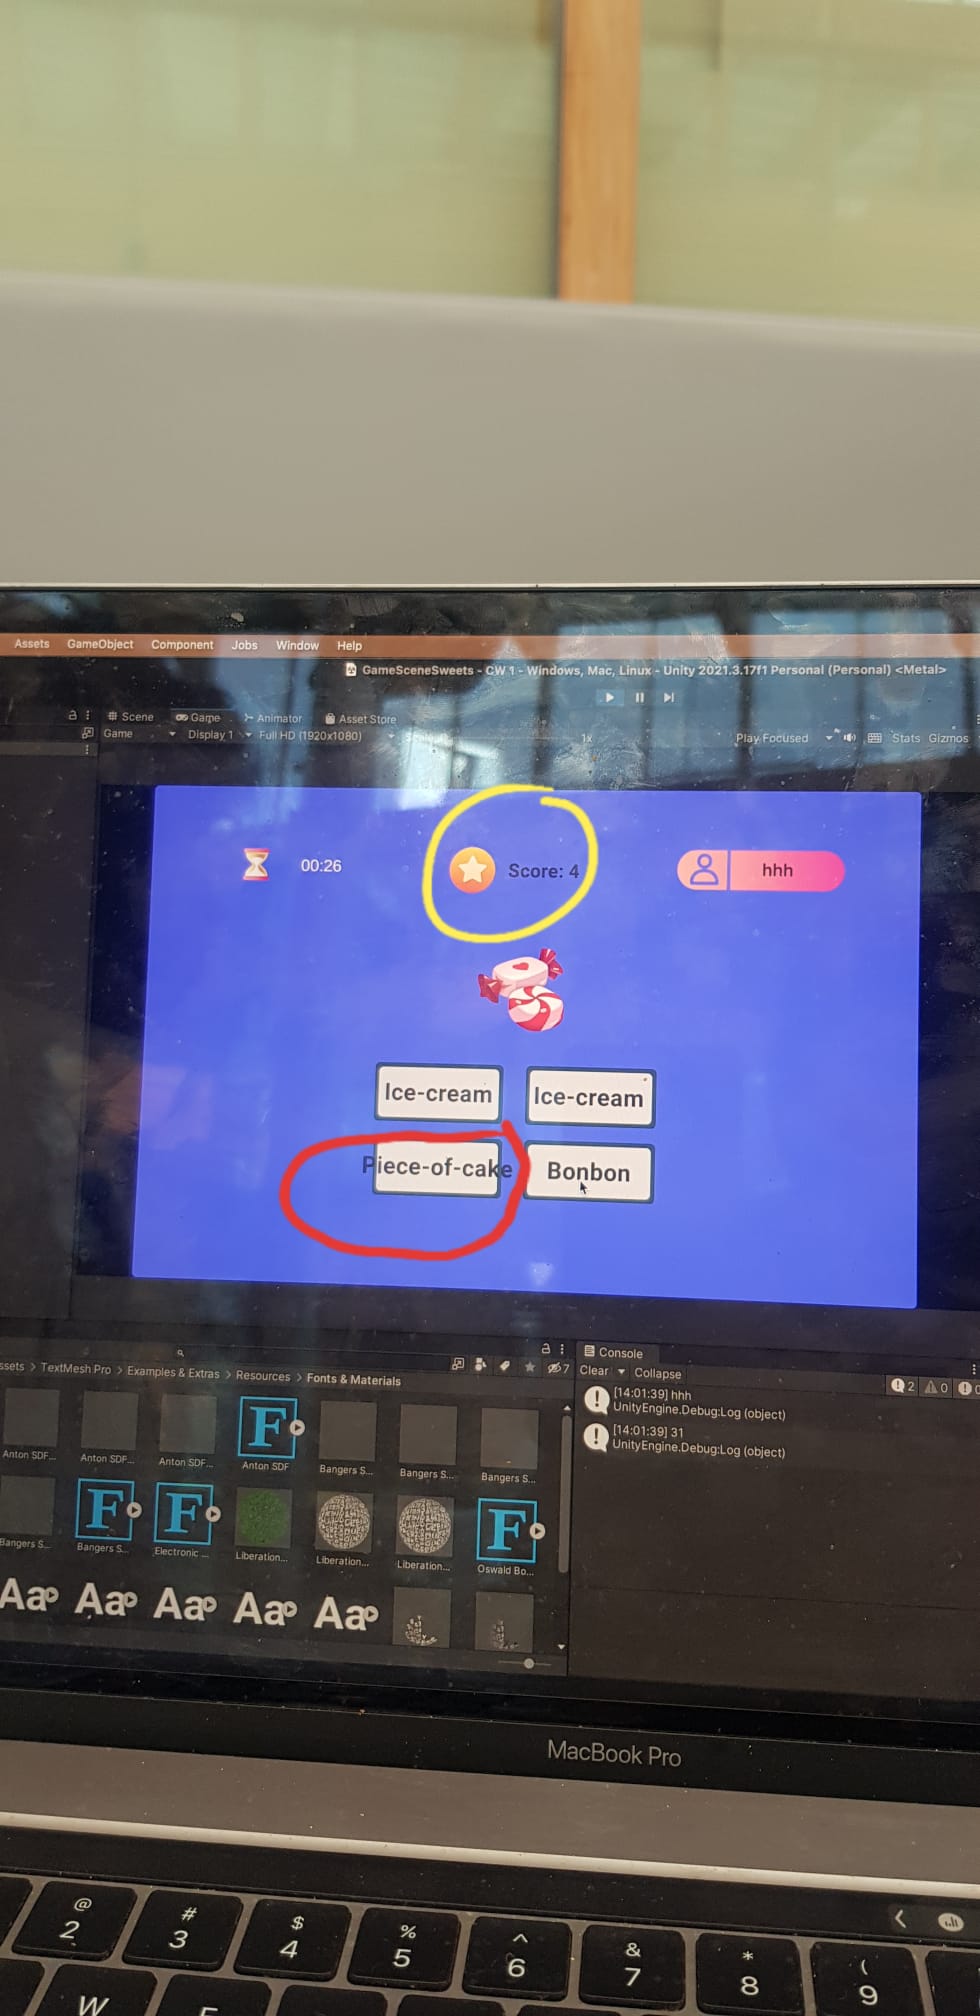 Assets GameObject Component Jobs Window Help
GameSceneSweets - CW 1 - Windows, Mac, Linux - Unity 2021.3.17f1 Personal (Personal) <Metal>
Scene Game Animator Asset Store
Game Display 1 Full HD (1920x1080) 1x Play Focused Stats Gizmos
00:26 Score: 4 hhh
Ice-cream Ice-cream
Piece-of-cake Bonbon
Console
ssets > TextMesh Pro > Examples & Extras > Resources > Fonts & Materials
7 Clear Collapse 2 0
[14:01:39] hhh
UnityEngine.Debug:Log (object)
[14:01:39] 31
UnityEngine.Debug:Log (object)
F
Anton SDF... Anton SDF... Anton SDF... Anton SDF Bangers S... Bangers S... Bangers S...
F F F
Bangers S... Bangers S... Electronic ... Liberation... Liberation... Liberation... Oswald Bo...
Aa Aa Aa Aa Aa
MacBook Pro
@ # $ % ^ & * (
2 3 4 5 6 7 8 9
W